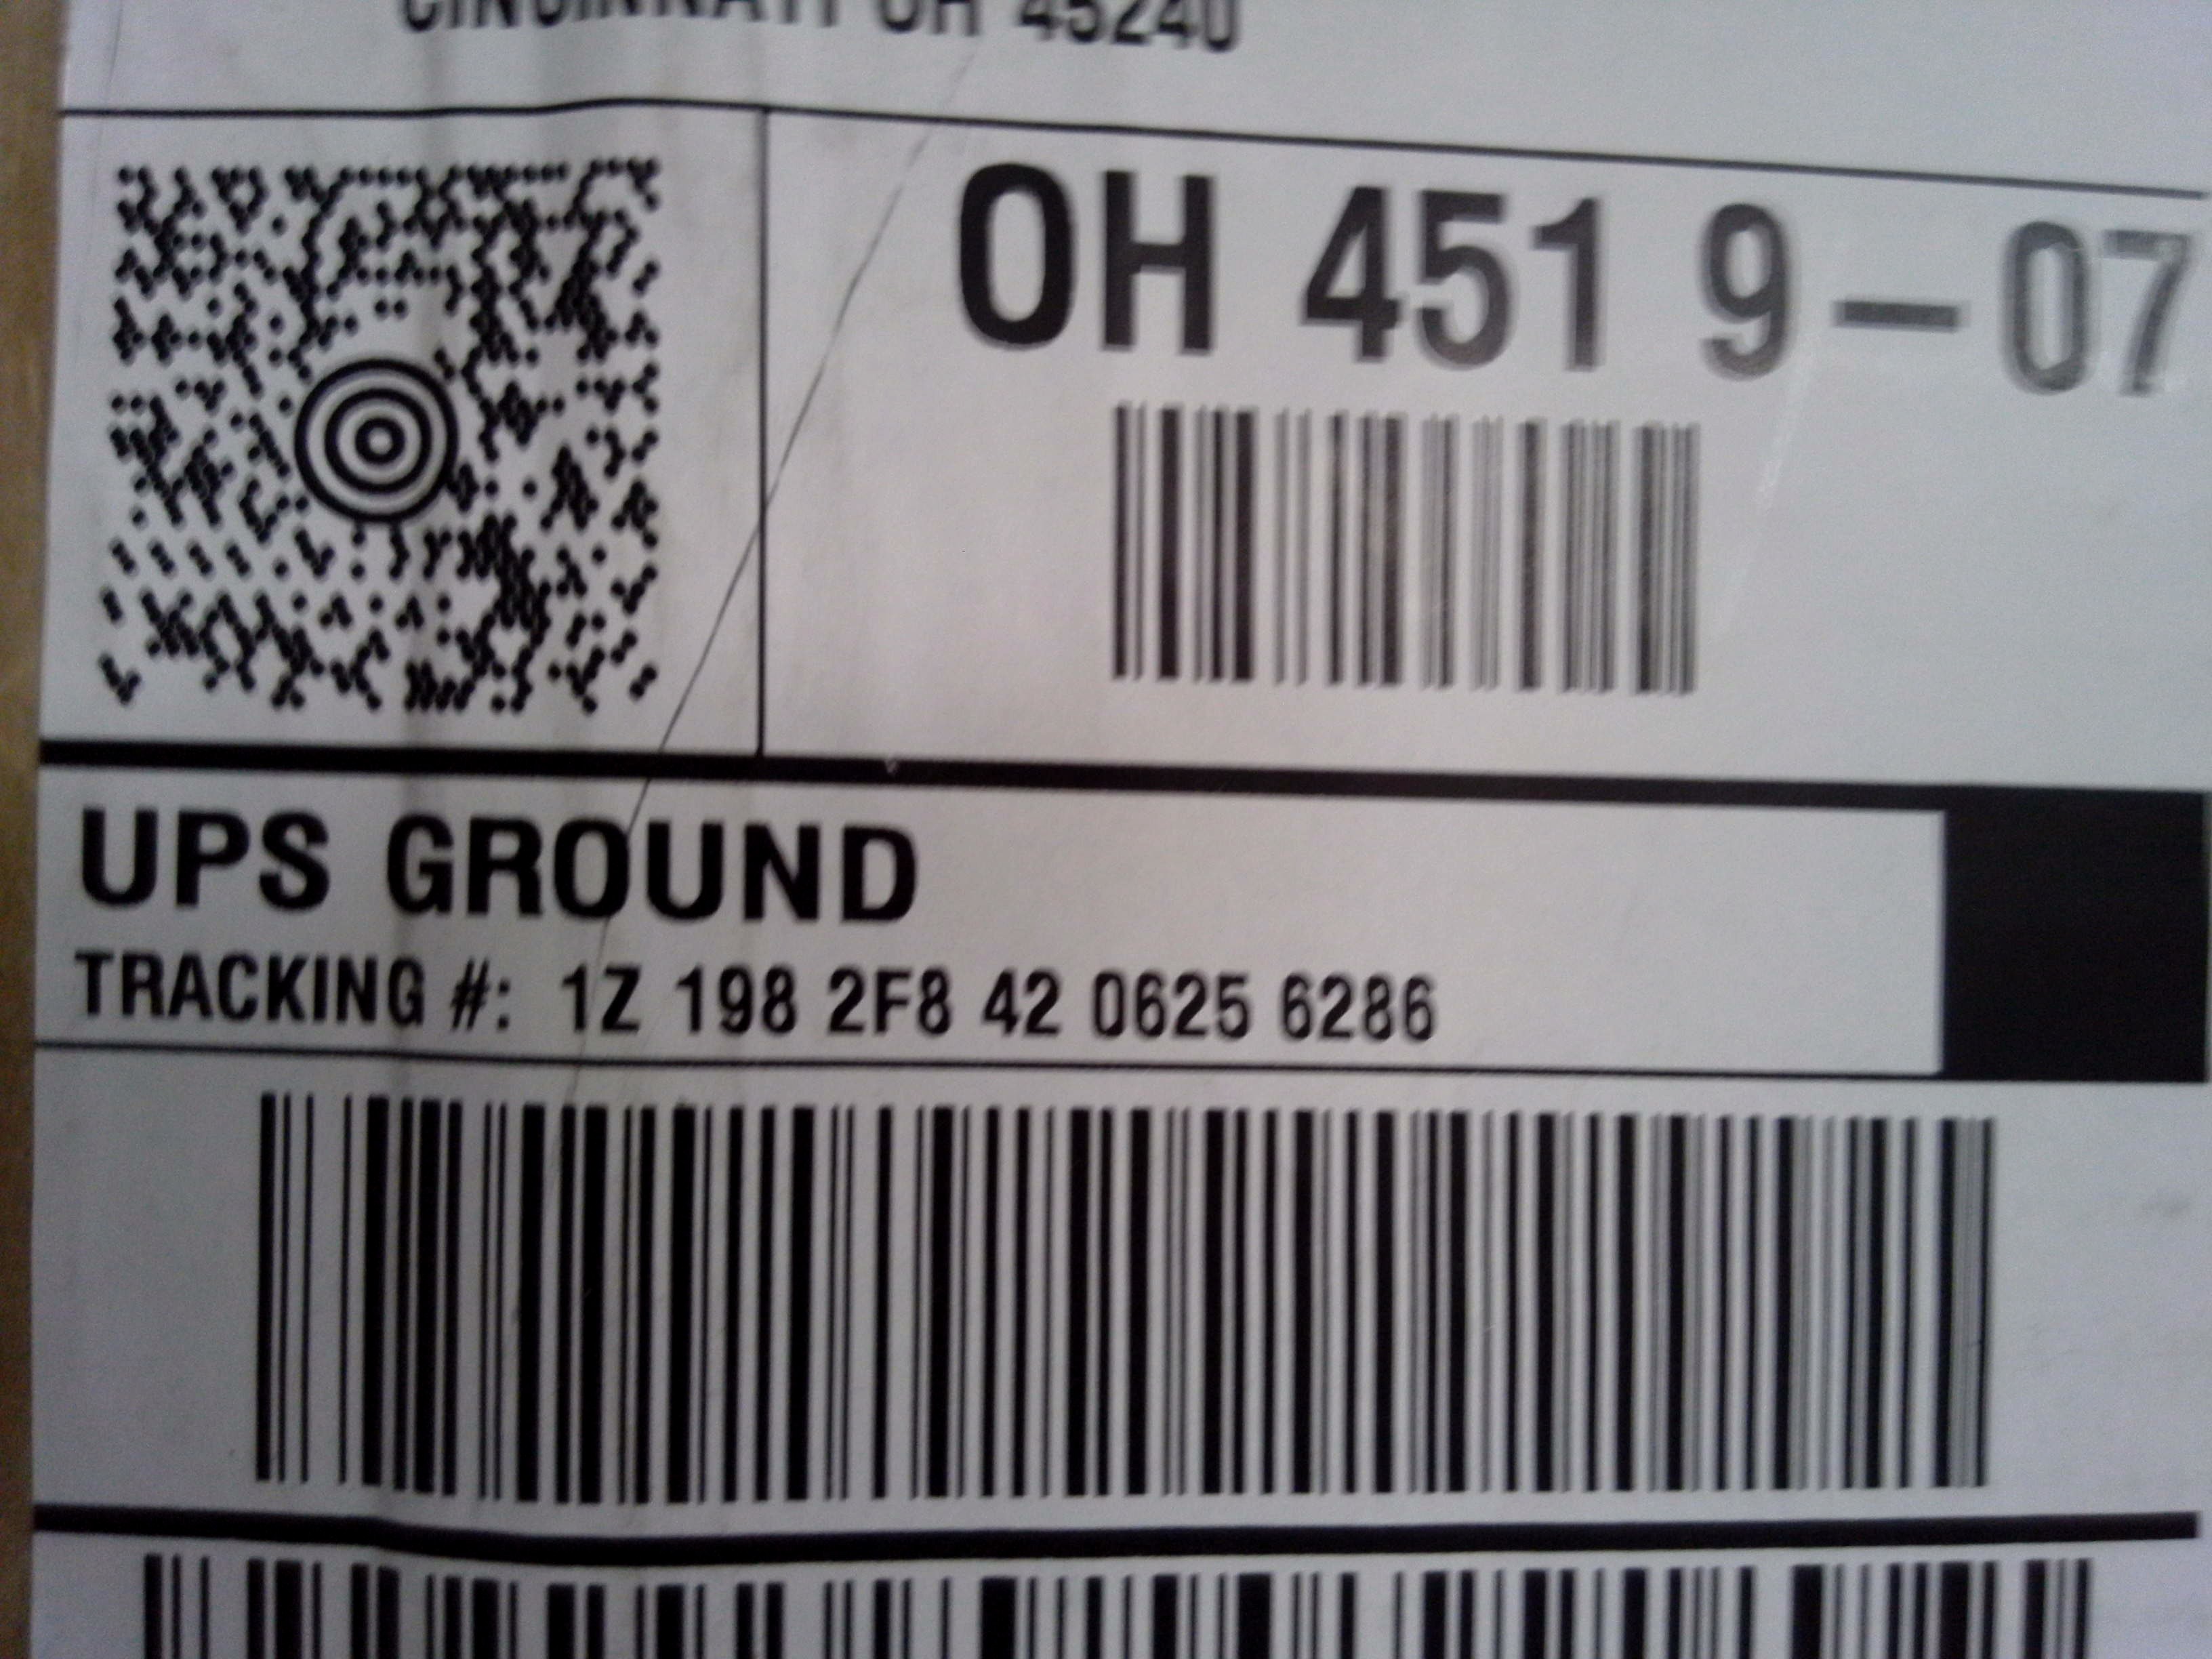 CINCINNATI OH 45240
OH 451 9-07
UPS GROUND
TRACKING #: 1Z 198 2F8 42 0625 6286